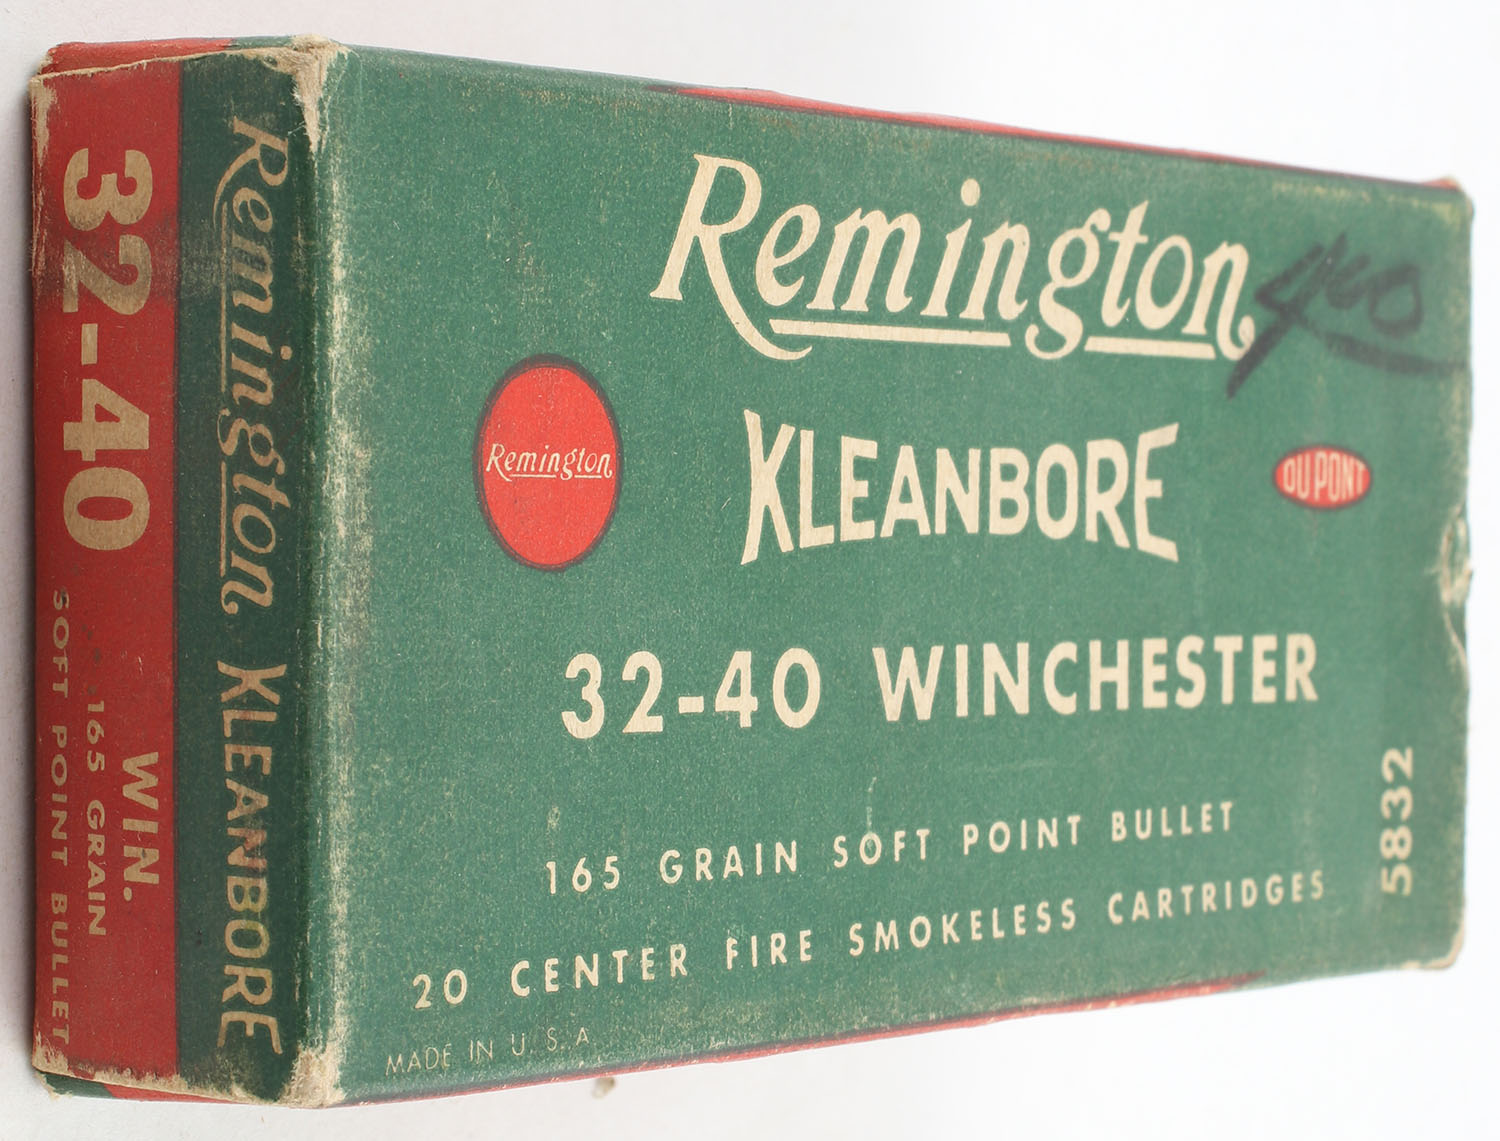 Remington
400
Remington
KLEANBORE
DU PONT
32-40 WINCHESTER
165 GRAIN SOFT POINT BULLET
20 CENTER FIRE SMOKELESS CARTRIDGES
5832
MADE IN U.S.A
Remington KLEANBORE
32-40 WIN.
165 GRAIN
SOFT POINT BULLET